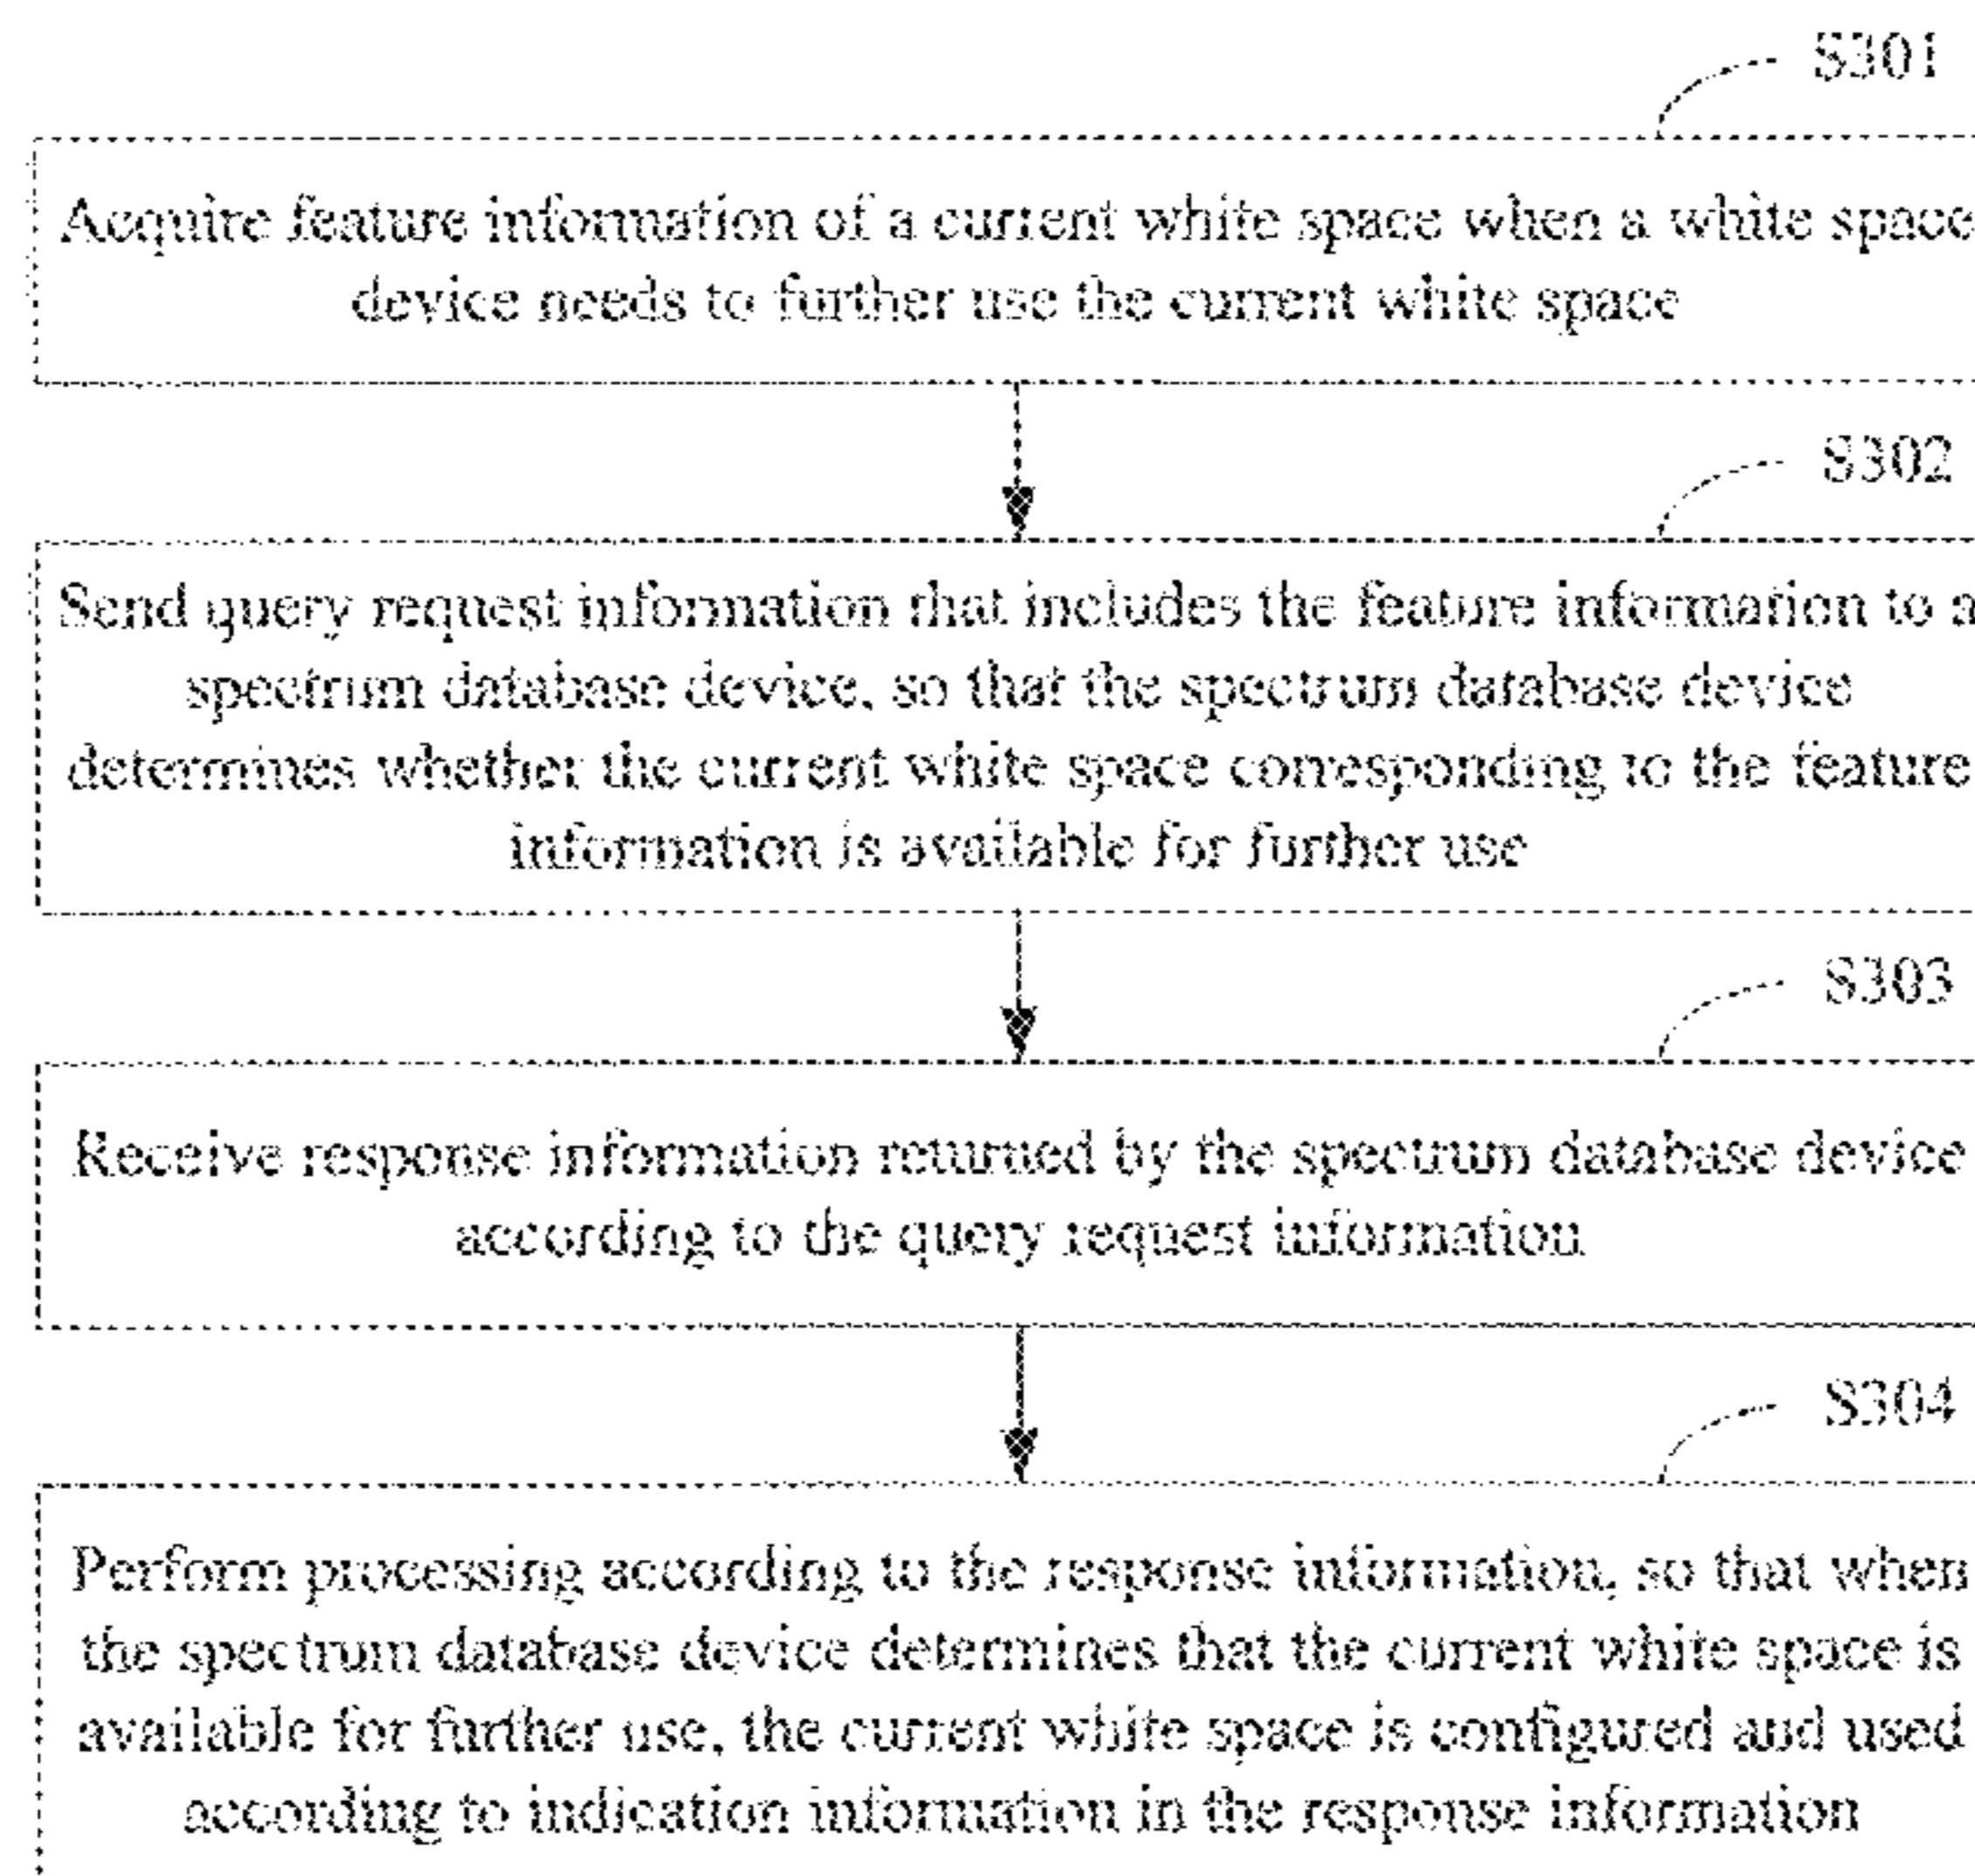 S301
Acquire feature information of a current white space when a white space
device needs to further use the current white space
S302
Send query request information that includes the feature information to a
spectrum database device, so that the spectrum database device
determines whether the current white space corresponding to the feature
information is available for further use
S303
Receive response information returned by the spectrum database device
according to the query request information
S304
Perform processing according to the response information, so that when
the spectrum database device determines that the current white space is
available for further use, the current white space is configured and used
according to indication information in the response information